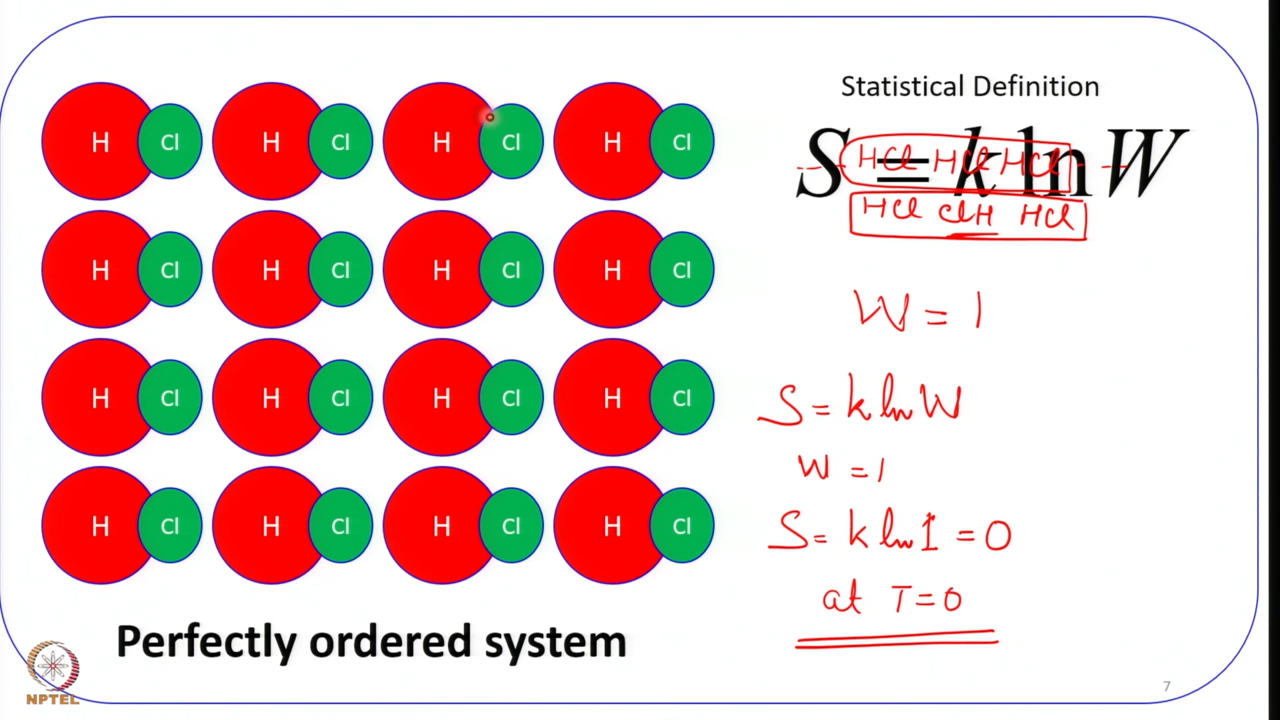 H Cl H Cl H Cl H Cl
H Cl H Cl H Cl H Cl
H Cl H Cl H Cl H Cl
H Cl H Cl H Cl H Cl
Perfectly ordered system
NPTEL
Statistical Definition
S = k ln W
HCl HCl HCl
HCl ClH HCl
W = 1
S = k ln W
W = 1
S = k ln 1 = 0
at T = 0
7